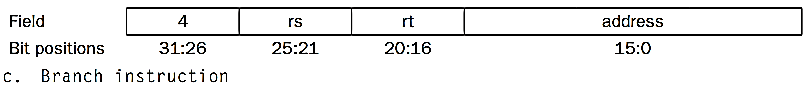 Field 4 rs rt address
Bit positions 31:26 25:21 20:16 15:0
c. Branch instruction